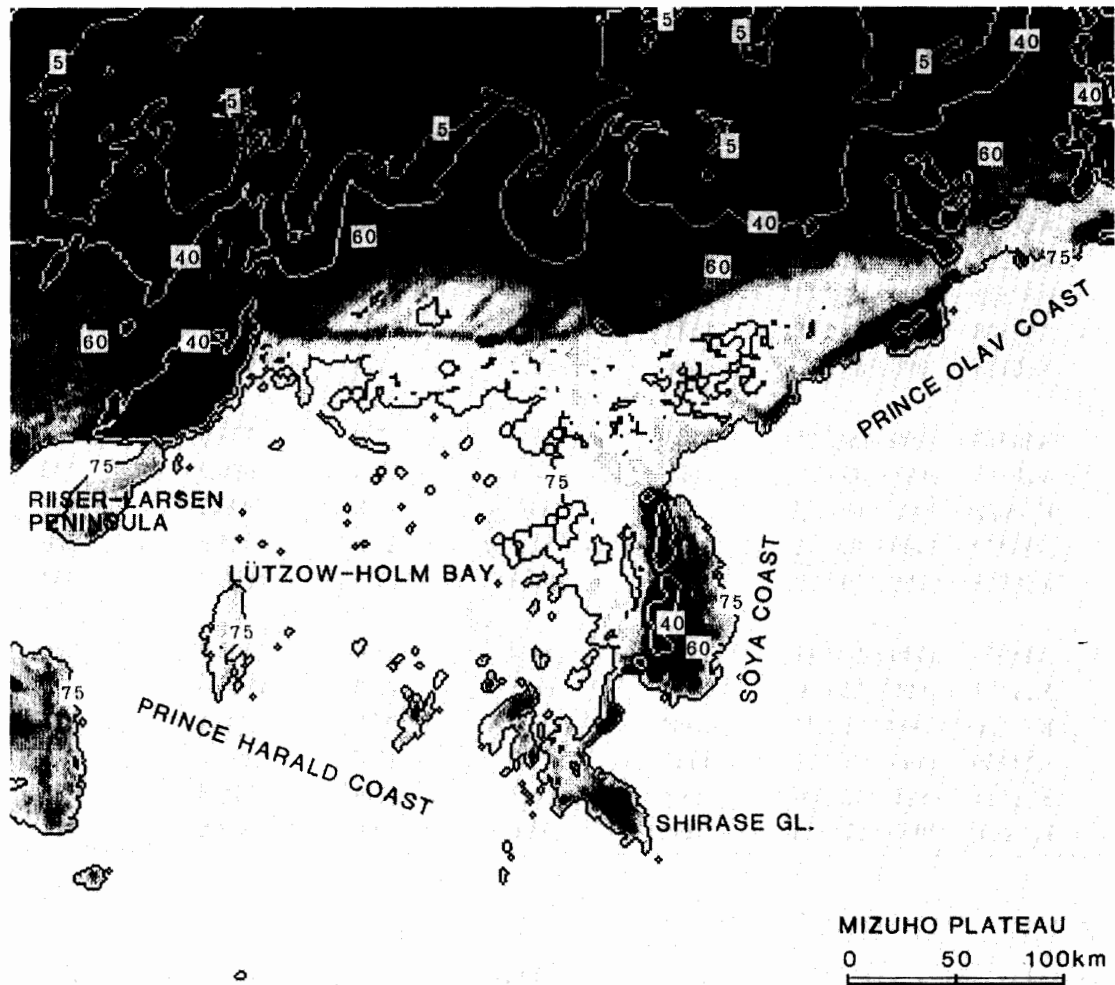 5
5
5
40
5
5
5
40
5
5
60
40
60
40
60
75
60
40
PRINCE OLAV COAST
75
75
RIISER-LARSEN
PENINSULA
LÜTZOW-HOLM BAY
SÔYA COAST
75
75
40
60
75
PRINCE HARALD COAST
SHIRASE GL.
MIZUHO PLATEAU
0 50 100km